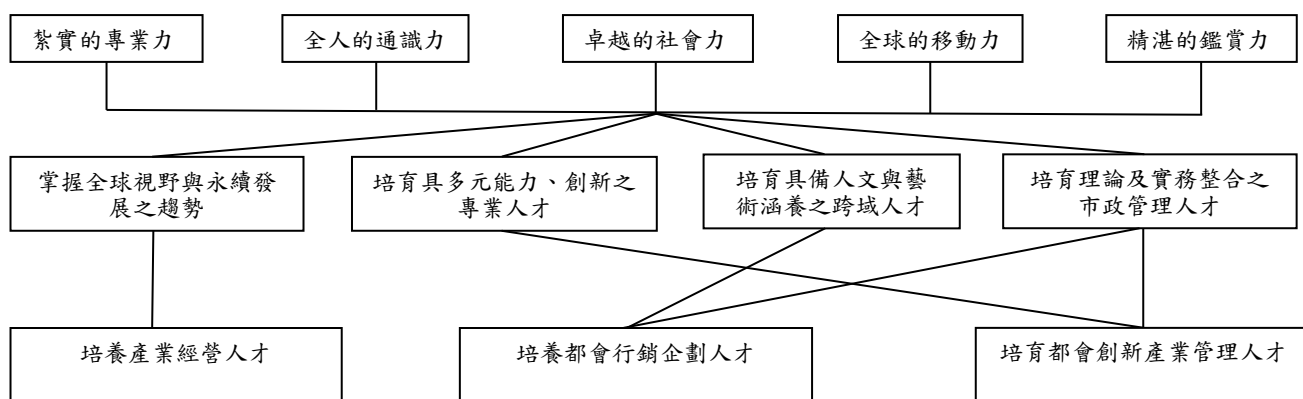 紮實的專業力
全人的通識力
卓越的社會力
全球的移動力
精湛的鑑賞力
掌握全球視野與永續發
展之趨勢
培育具多元能力、創新之
專業人才
培育具備人文與藝
術涵養之跨域人才
培育理論及實務整合之
市政管理人才
培養產業經營人才
培養都會行銷企劃人才
培育都會創新產業管理人才